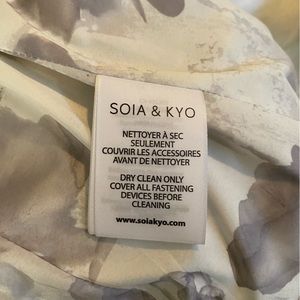 SOIA & KYO
NETTOYER À SEC
SEULEMENT
COUVRIR LES ACCESSOIRES
AVANT DE NETTOYER
DRY CLEAN ONLY
COVER ALL FASTENING
DEVICES BEFORE
CLEANING
www.soiakyo.com